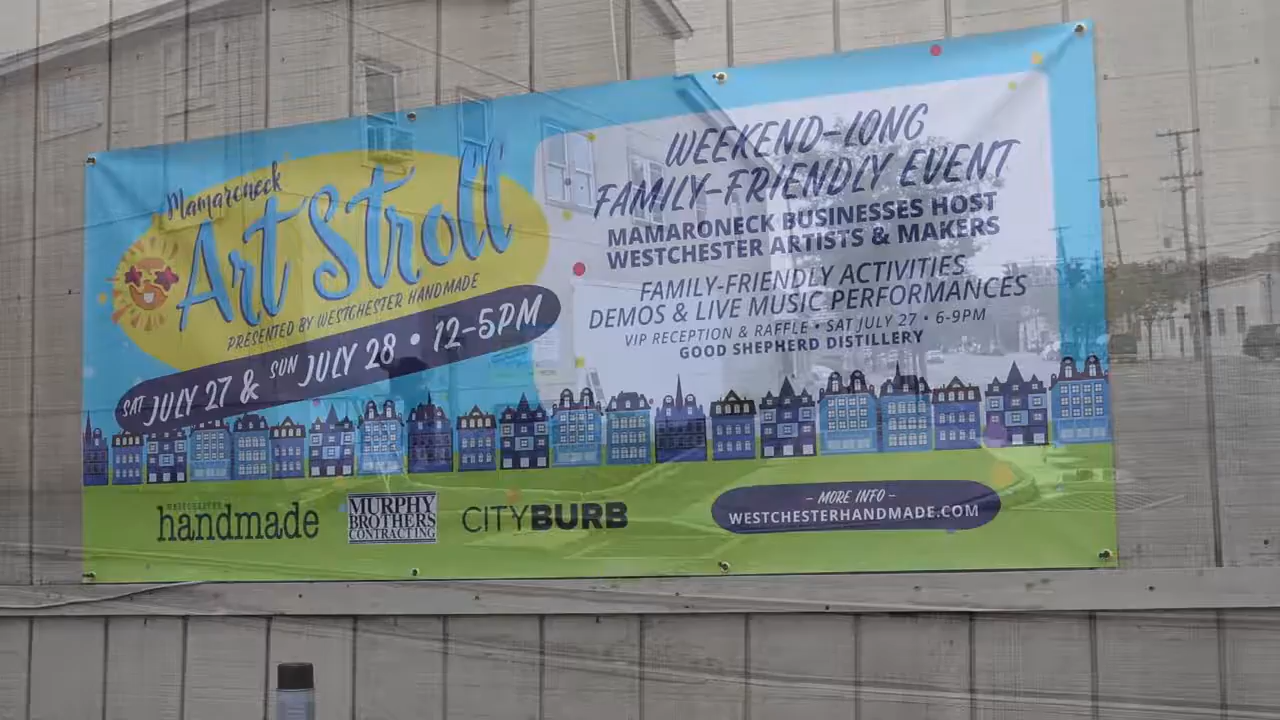 Mamaroneck
Art Stroll
PRESENTED BY WESTCHESTER HANDMADE
SAT JULY 27 & SUN JULY 28 • 12-5PM
WEEKEND-LONG
FAMILY-FRIENDLY EVENT
MAMARONECK BUSINESSES HOST
WESTCHESTER ARTISTS & MAKERS
FAMILY-FRIENDLY ACTIVITIES
DEMOS & LIVE MUSIC PERFORMANCES
VIP RECEPTION & RAFFLE • SAT JULY 27 • 6-9PM
GOOD SHEPHERD DISTILLERY
WESTCHESTER
handmade
MURPHY
BROTHERS
CONTRACTING
CITYBURB
– MORE INFO –
WESTCHESTERHANDMADE.COM